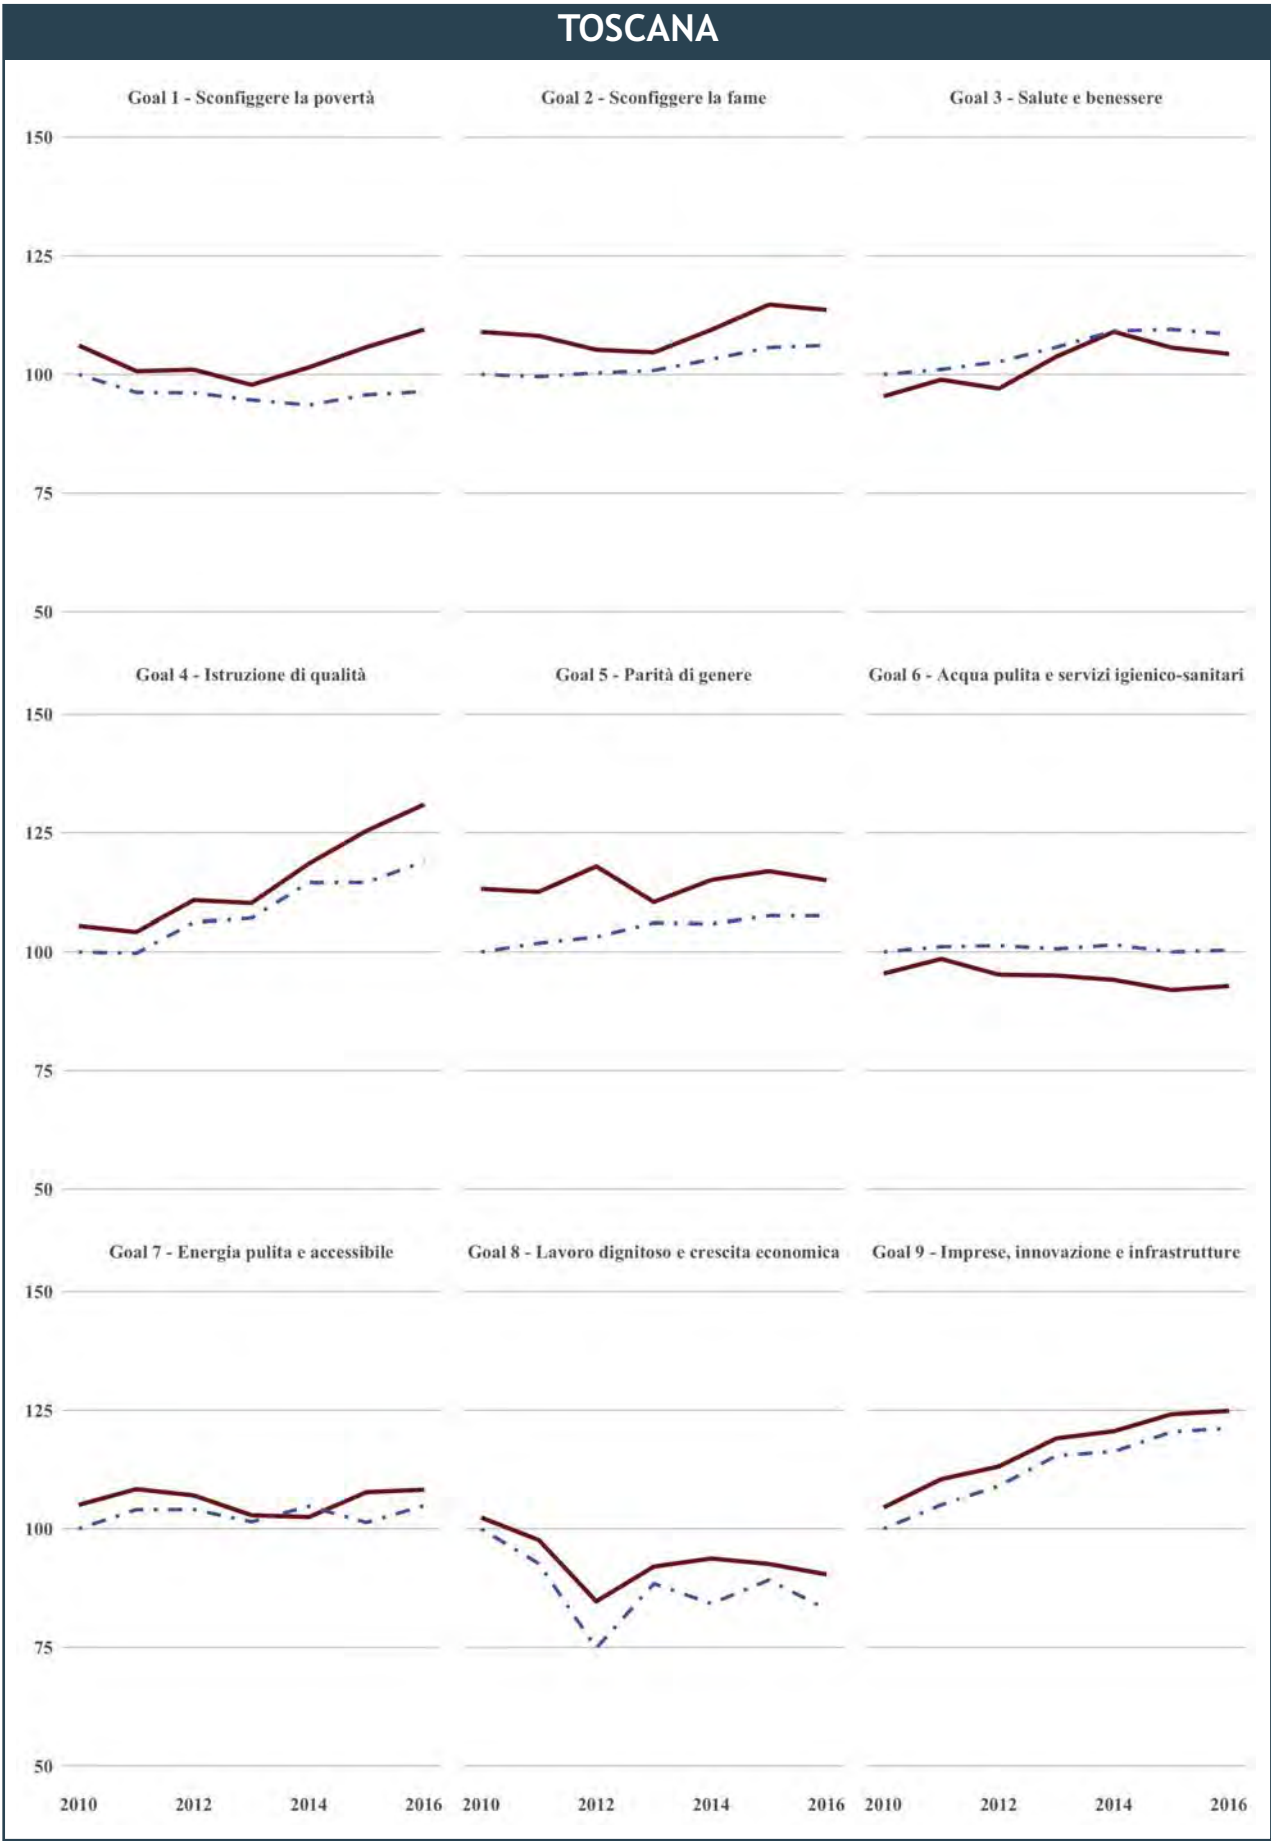 TOSCANA
Goal 1 - Sconfiggere la povertà
Goal 2 - Sconfiggere la fame
Goal 3 - Salute e benessere
150
125
100
75
50
Goal 4 - Istruzione di qualità
Goal 5 - Parità di genere
Goal 6 - Acqua pulita e servizi igienico-sanitari
150
125
100
75
50
Goal 7 - Energia pulita e accessibile
Goal 8 - Lavoro dignitoso e crescita economica
Goal 9 - Imprese, innovazione e infrastrutture
150
125
100
75
50
2010 2012 2014 2016 2010 2012 2014 2016 2010 2012 2014 2016